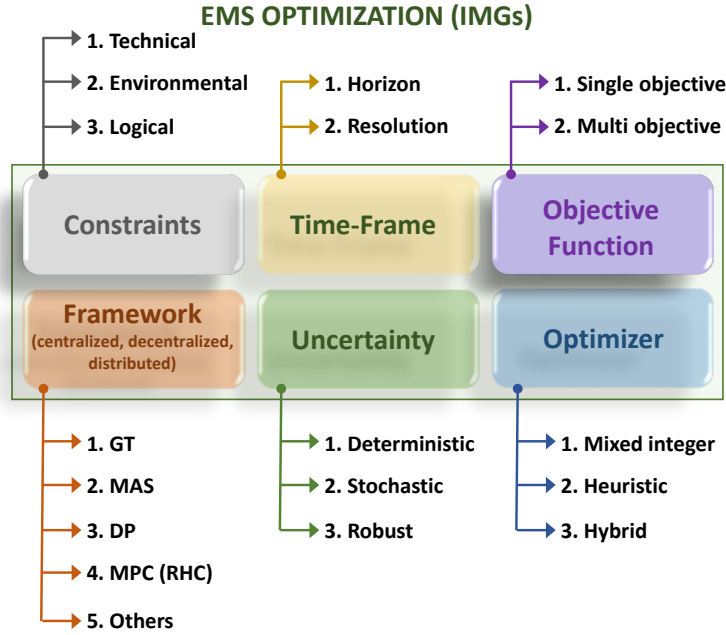 EMS OPTIMIZATION (IMGs)
1. Technical
2. Environmental
3. Logical
1. Horizon
2. Resolution
1. Single objective
2. Multi objective
Constraints
Time-Frame
Objective
Function
Framework
(centralized, decentralized,
distributed)
Uncertainty
Optimizer
1. GT
2. MAS
3. DP
4. MPC (RHC)
5. Others
1. Deterministic
2. Stochastic
3. Robust
1. Mixed integer
2. Heuristic
3. Hybrid